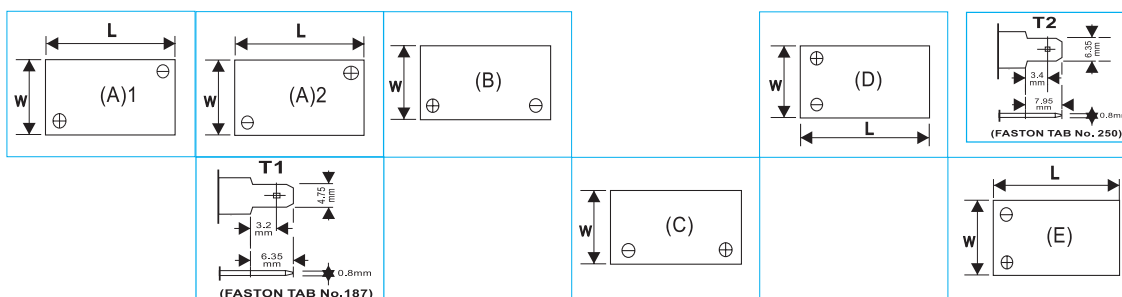 L
W
(A)1
⊖
⊕
L
W
(A)2
⊕
⊖
W
(B)
⊕
⊖
W
(D)
⊕
⊖
L
T2
6.35
mm
3.4
mm
7.95
mm
0.8mm
(FASTON TAB No. 250)
T1
4.75
mm
3.2
mm
6.35
mm
0.8mm
(FASTON TAB No.187)
W
(C)
⊖
⊕
L
W
(E)
⊖
⊕